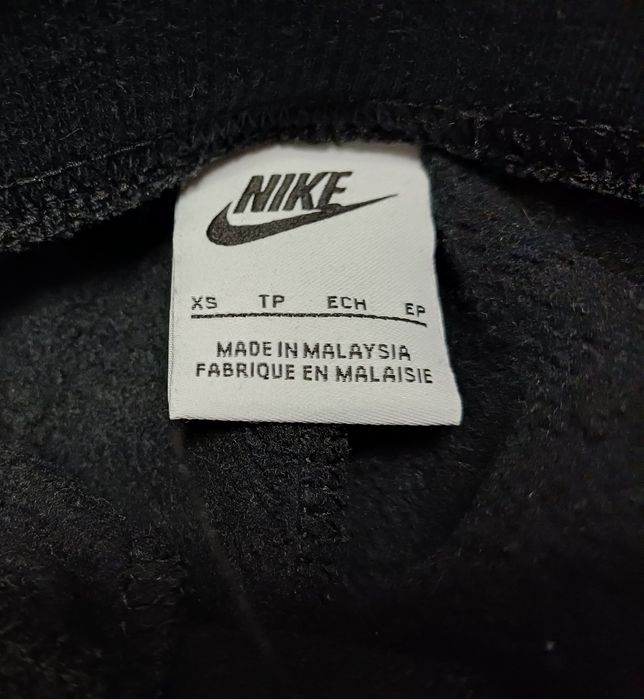 NIKE
XS TP ECH EP
MADE IN MALAYSIA
FABRIQUE EN MALAISIE